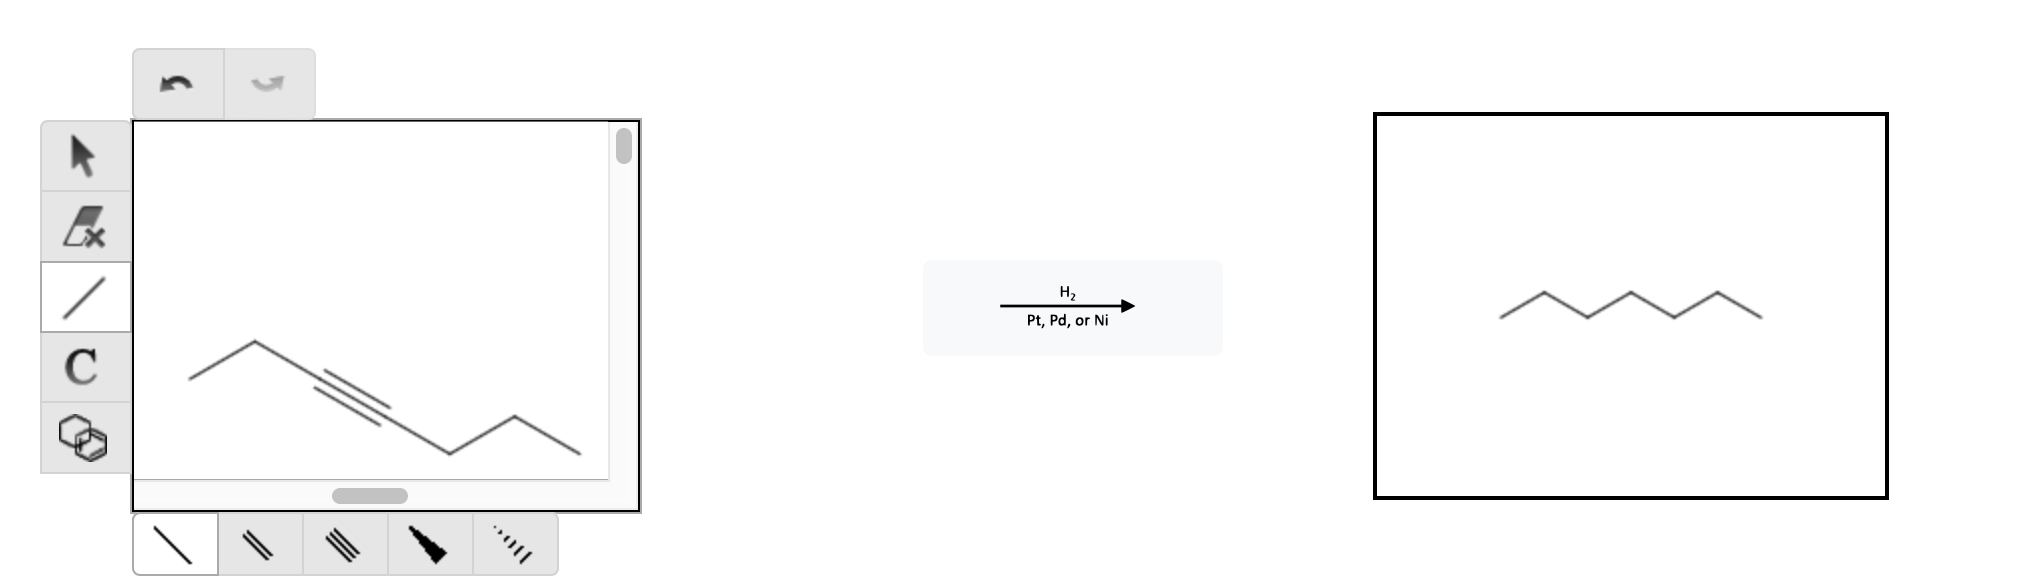 H₂
Pt, Pd, or Ni
C